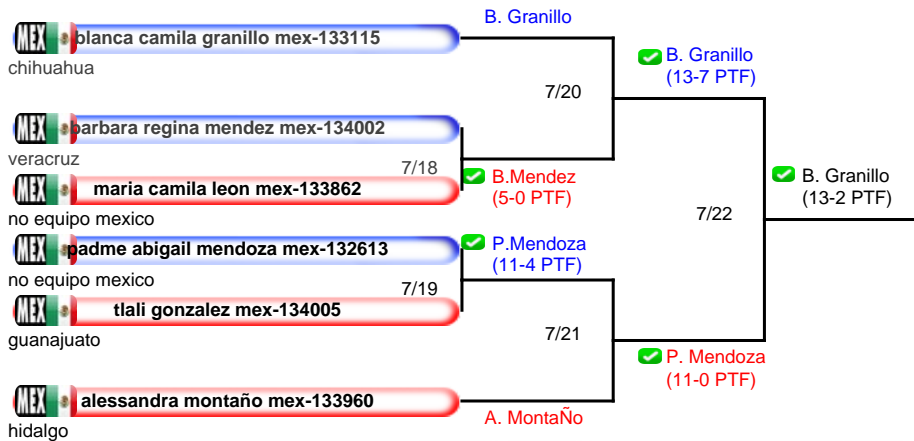 B. Granillo
MEX blanca camila granillo mex-133115
chihuahua
B. Granillo
(13-7 PTF)
7/20
MEX barbara regina mendez mex-134002
veracruz
7/18
MEX maria camila leon mex-133862
B.Mendez
(5-0 PTF)
B. Granillo
(13-2 PTF)
no equipo mexico
7/22
MEX padme abigail mendoza mex-132613
P.Mendoza
(11-4 PTF)
no equipo mexico
7/19
MEX tlali gonzalez mex-134005
guanajuato
7/21
P. Mendoza
(11-0 PTF)
MEX alessandra montaño mex-133960
A. MontaÑo
hidalgo